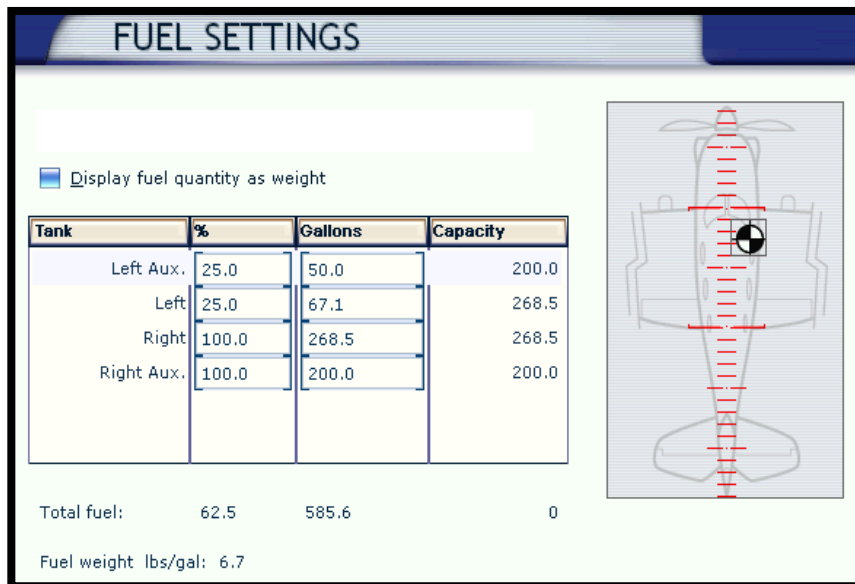 FUEL SETTINGS
Display fuel quantity as weight
Tank % Gallons Capacity
Left Aux. 25.0 50.0 200.0
Left 25.0 67.1 268.5
Right 100.0 268.5 268.5
Right Aux. 100.0 200.0 200.0
Total fuel: 62.5 585.6 0
Fuel weight lbs/gal: 6.7